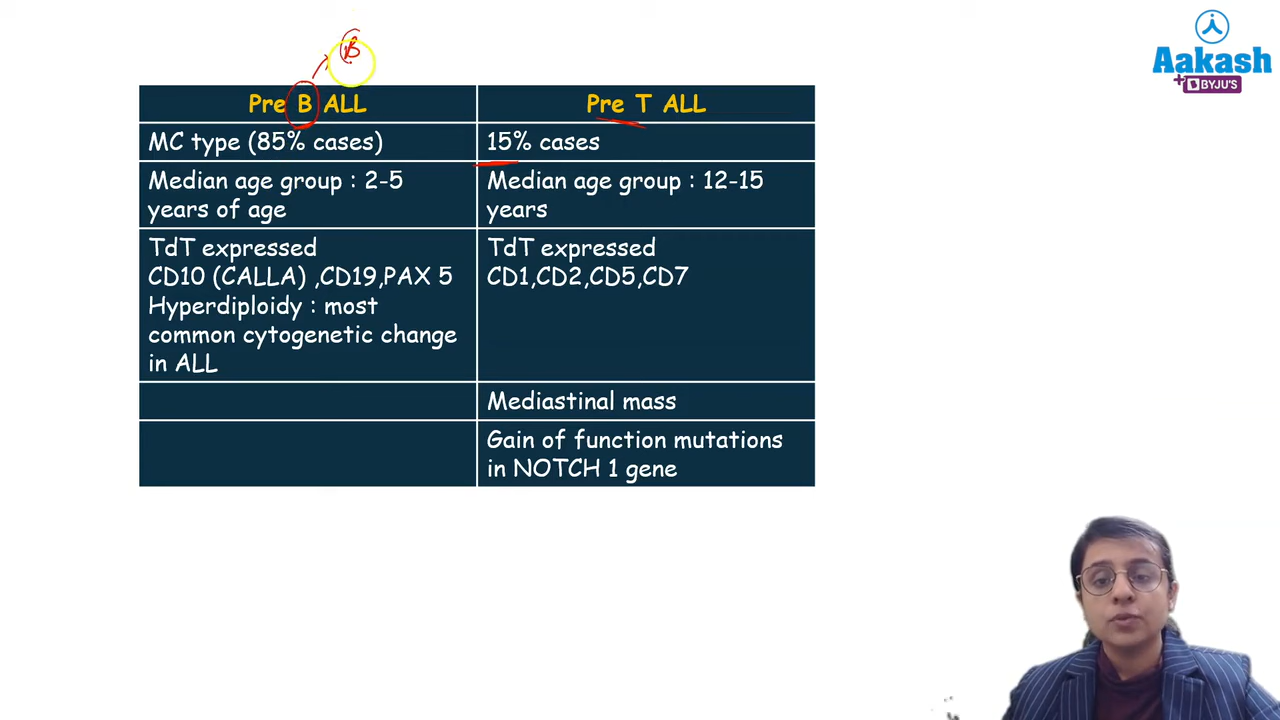 B
Aakash
+BYJU'S
Pre B ALL
Pre T ALL
MC type (85% cases)
15% cases
Median age group : 2-5
years of age
Median age group : 12-15
years
TdT expressed
CD10 (CALLA) ,CD19,PAX 5
Hyperdiploidy : most
common cytogenetic change
in ALL
TdT expressed
CD1,CD2,CD5,CD7
Mediastinal mass
Gain of function mutations
in NOTCH 1 gene